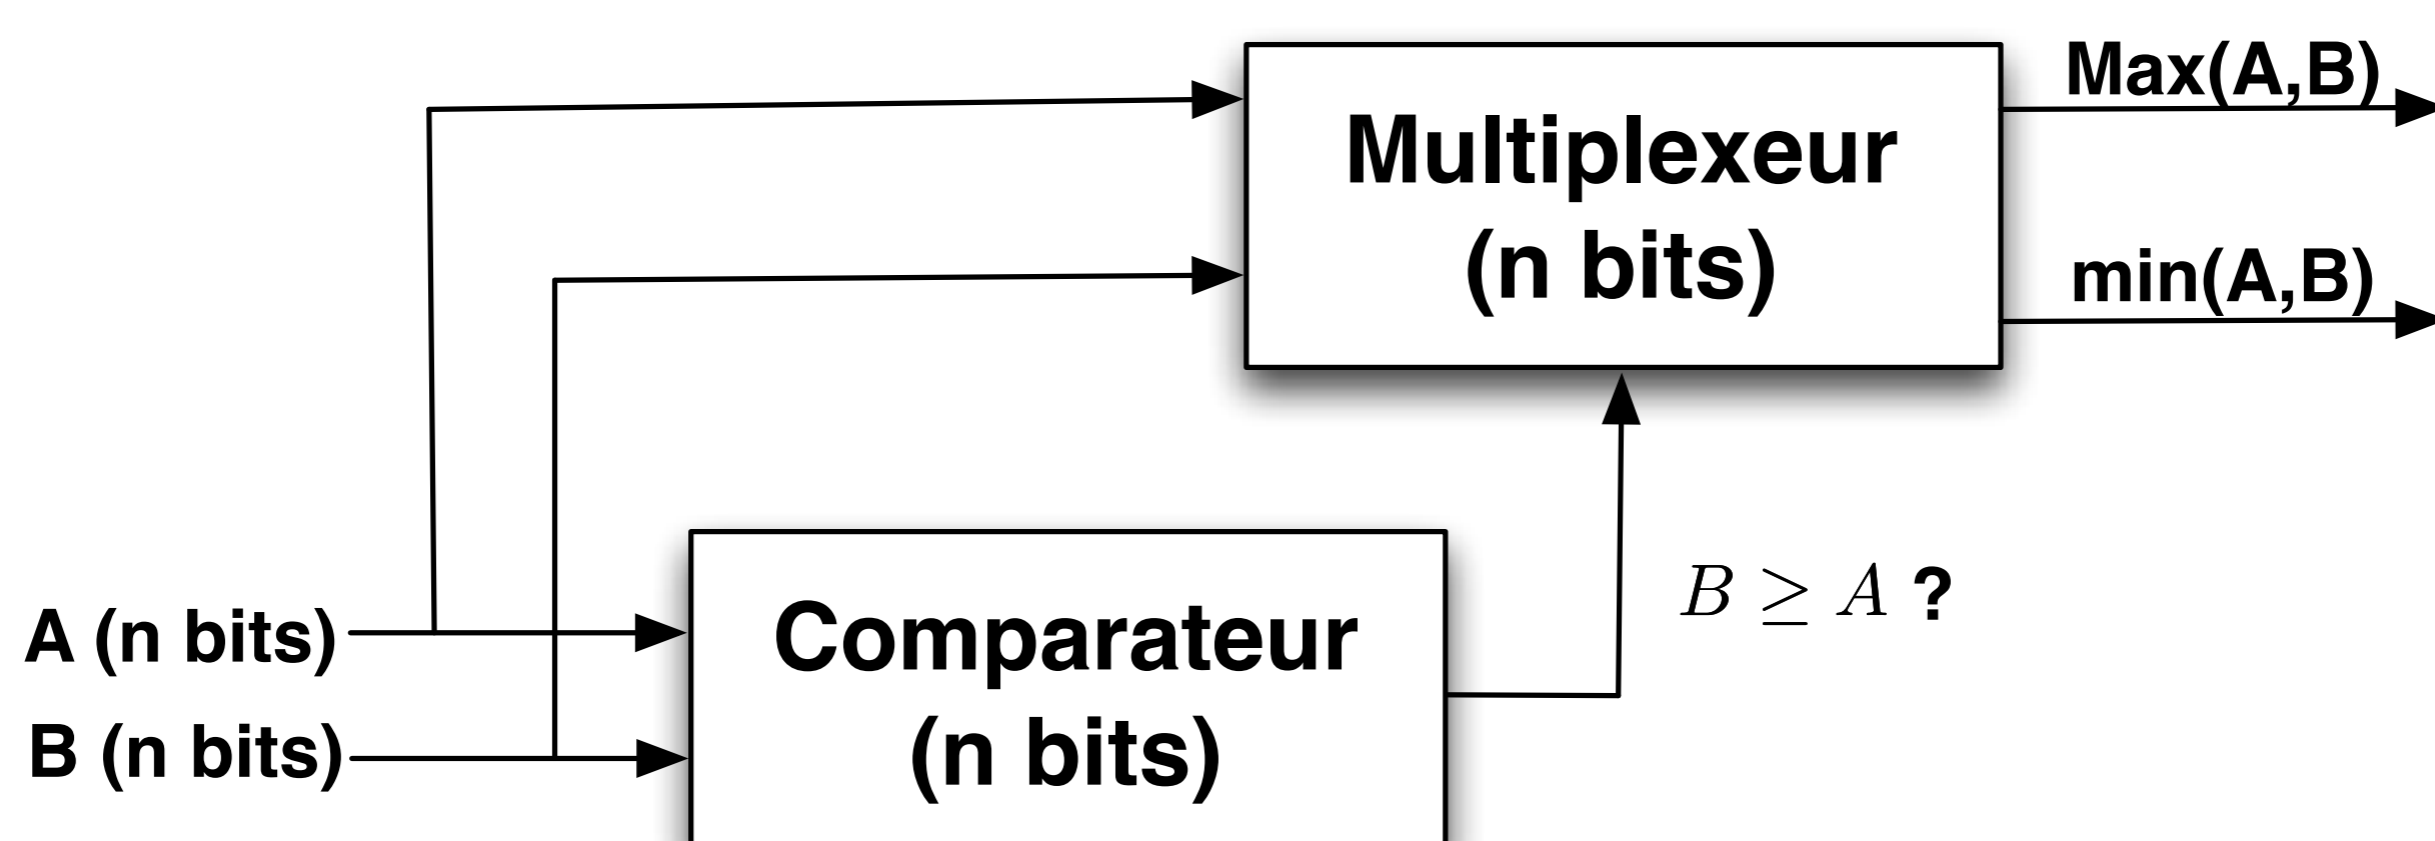 Max(A,B)
Multiplexeur
(n bits)
min(A,B)
B ≥ A ?
A (n bits)
Comparateur
B (n bits)
(n bits)